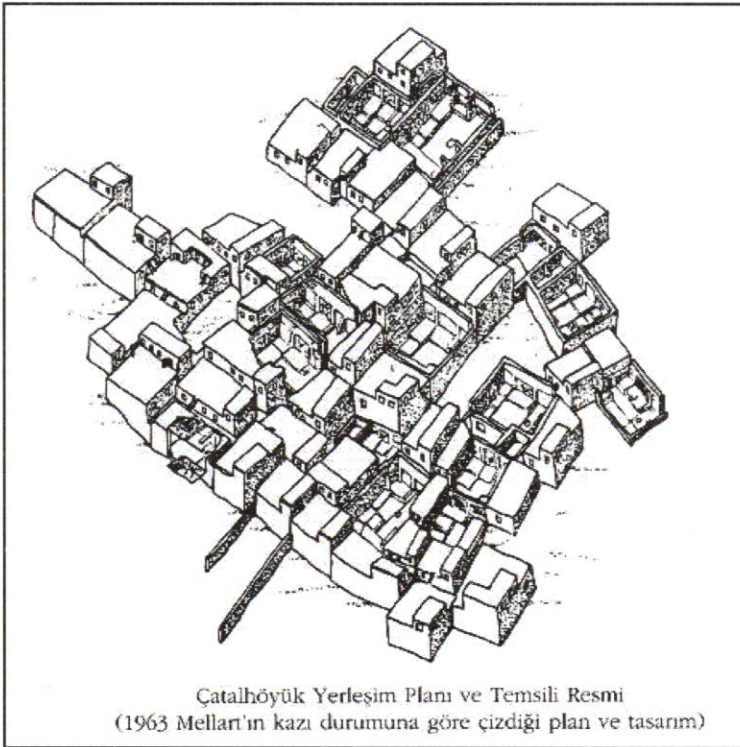 Çatalhöyük Yerleşim Planı ve Temsili Resmi
(1963 Mellart'ın kazı durumuna göre çizdiği plan ve tasarım)